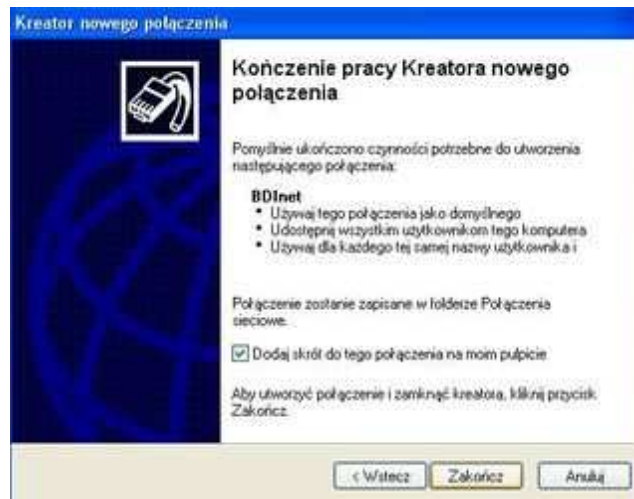 Kreator nowego połączenia
Kończenie pracy Kreatora nowego
połączenia
Pomyślnie ukończono czynności potrzebne do utworzenia
następującego połączenia:
BDInet
• Używaj tego połączenia jako domyślnego
• Udostępnij wszystkim użytkownikom tego komputera
• Używaj dla każdego tej samej nazwy użytkownika i
Połączenie zostanie zapisane w folderze Połączenia
sieciowe.
Dodaj skrót do tego połączenia na moim pulpicie
Aby utworzyć połączenie i zamknąć kreatora, kliknij przycisk
Zakończ.
< Wstecz Zakończ Anuluj